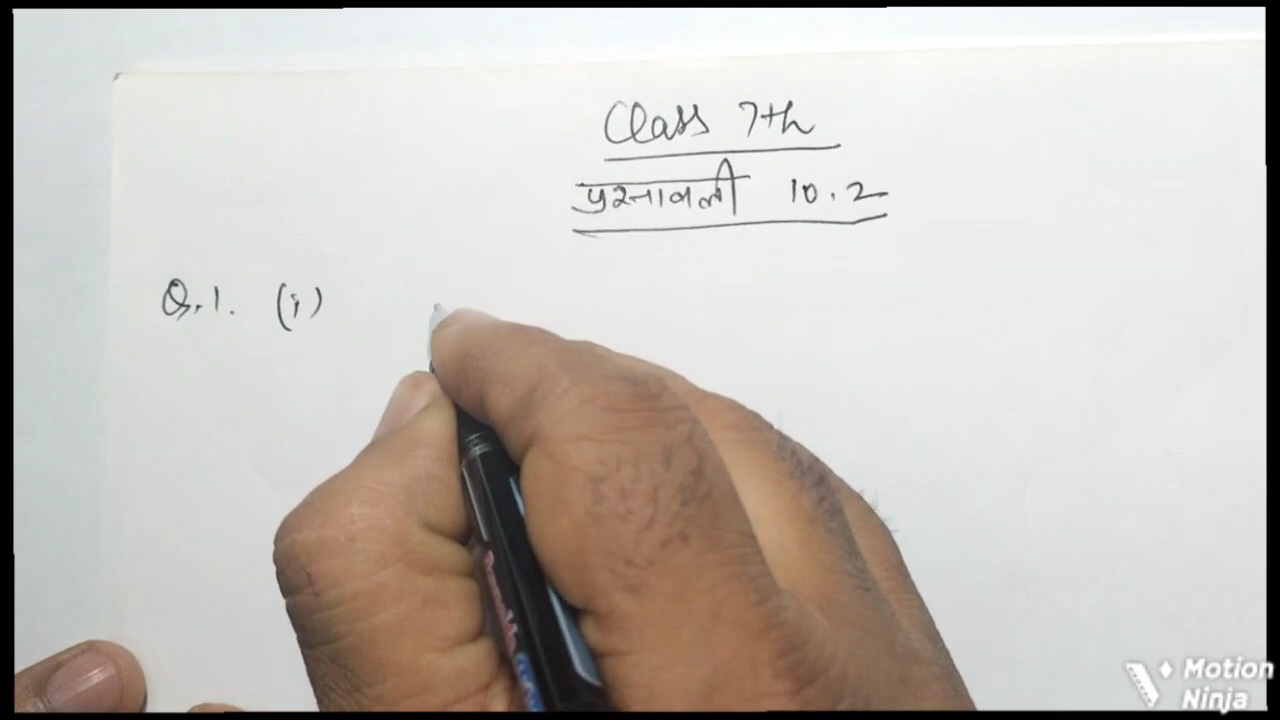 Class 7th
प्रश्नावली 10.2
Q.1. (i)
Motion
Ninja